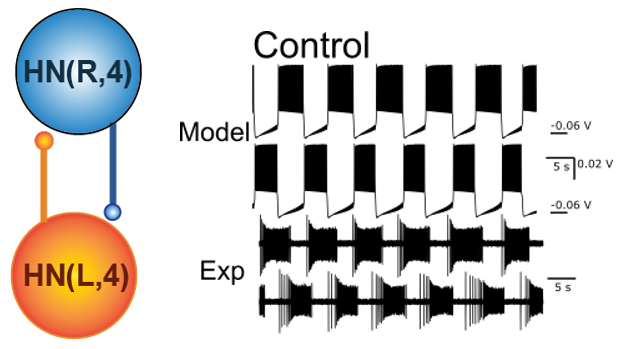 HN(R,4)
HN(L,4)
Control
Model
-0.06 V
5 s
0.02 V
-0.06 V
Exp
5 s